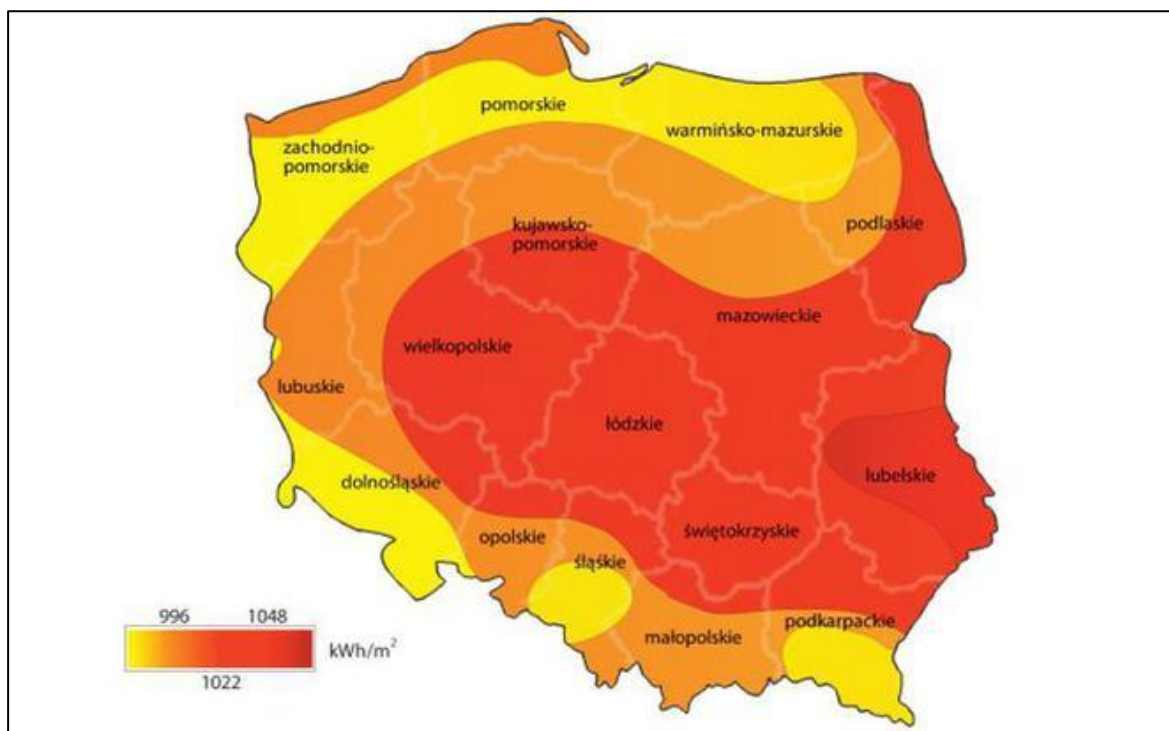 pomorskie
warmińsko-mazurskie
zachodnio-
pomorskie
kujawsko-
pomorskie
podlaskie
mazowieckie
wielkopolskie
lubuskie
łódzkie
lubelskie
dolnośląskie
świętokrzyskie
opolskie
śląśkie
podkarpackie
małopolskie
996 1048
kWh/m²
1022